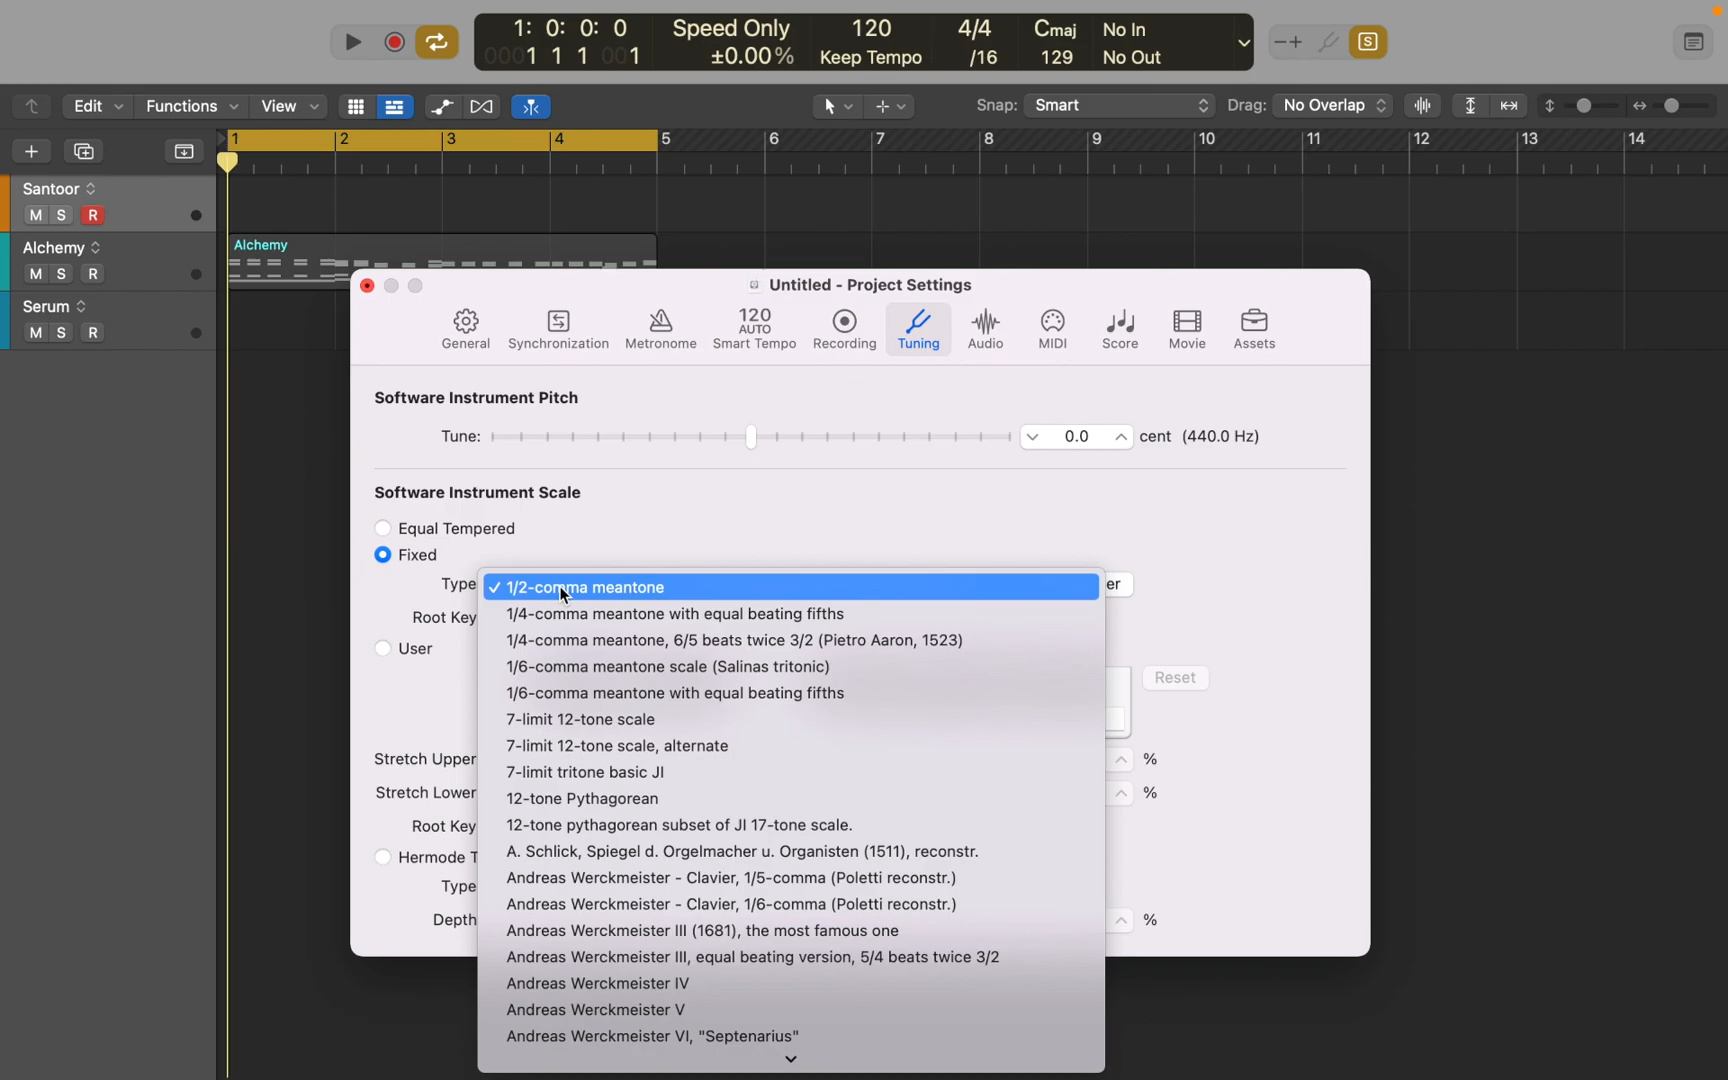 1: 0: 0: 0
0001 1 1 001
Speed Only
±0.00%
120
Keep Tempo
4/4
/16
Cmaj
129
No In
No Out
S
Edit
Functions
View
Snap: Smart
Drag: No Overlap
1 2 3 4 5 6 7 8 9 10 11 12 13 14
Santoor
M S R
Alchemy
M S R
Serum
M S R
Alchemy
Untitled - Project Settings
General
Synchronization
Metronome
120
AUTO
Smart Tempo
Recording
Tuning
Audio
MIDI
Score
Movie
Assets
Software Instrument Pitch
Tune: 0.0 cent (440.0 Hz)
Software Instrument Scale
Equal Tempered
Fixed
Type
er
Root Key
User
Reset
Stretch Upper %
Stretch Lower %
Root Key
Hermode T
Type
Depth %
✓ 1/2-comma meantone
1/4-comma meantone with equal beating fifths
1/4-comma meantone, 6/5 beats twice 3/2 (Pietro Aaron, 1523)
1/6-comma meantone scale (Salinas tritonic)
1/6-comma meantone with equal beating fifths
7-limit 12-tone scale
7-limit 12-tone scale, alternate
7-limit tritone basic JI
12-tone Pythagorean
12-tone pythagorean subset of JI 17-tone scale.
A. Schlick, Spiegel d. Orgelmacher u. Organisten (1511), reconstr.
Andreas Werckmeister - Clavier, 1/5-comma (Poletti reconstr.)
Andreas Werckmeister - Clavier, 1/6-comma (Poletti reconstr.)
Andreas Werckmeister III (1681), the most famous one
Andreas Werckmeister III, equal beating version, 5/4 beats twice 3/2
Andreas Werckmeister IV
Andreas Werckmeister V
Andreas Werckmeister VI, "Septenarius"